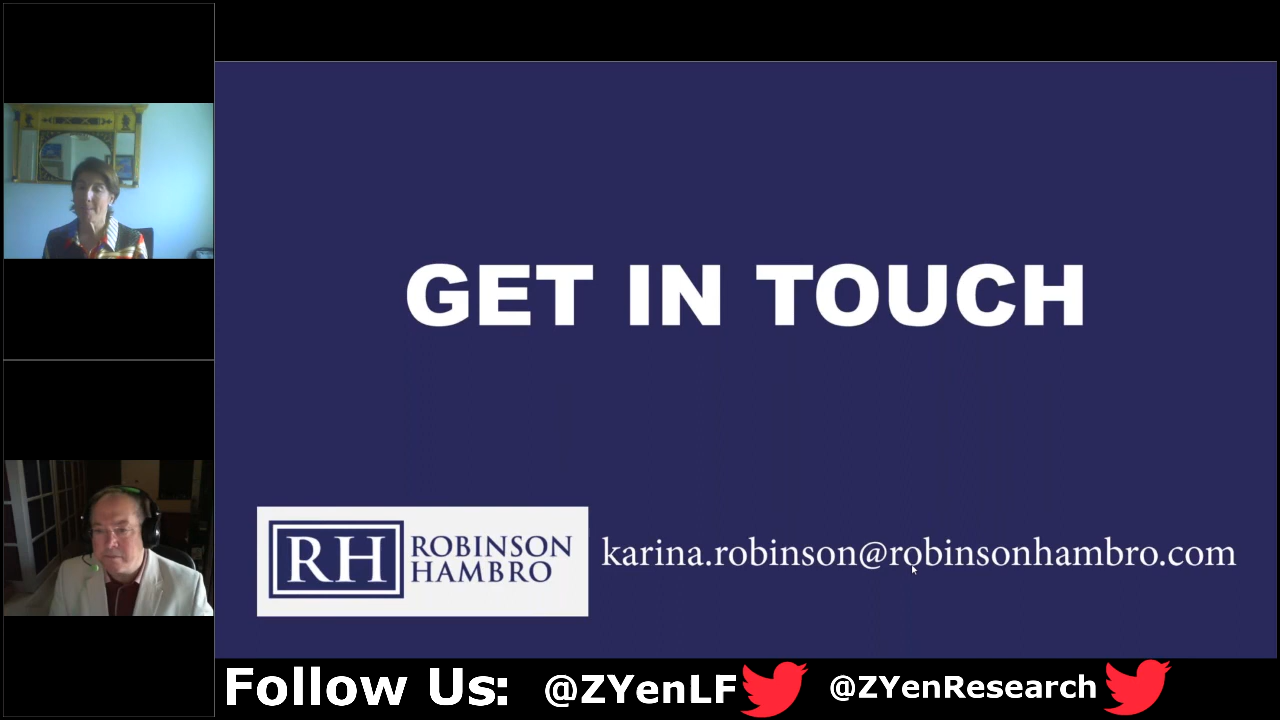 GET IN TOUCH
RH ROBINSON
HAMBRO
karina.robinson@robinsonhambro.com
Follow Us: @ZYenLF @ZYenResearch